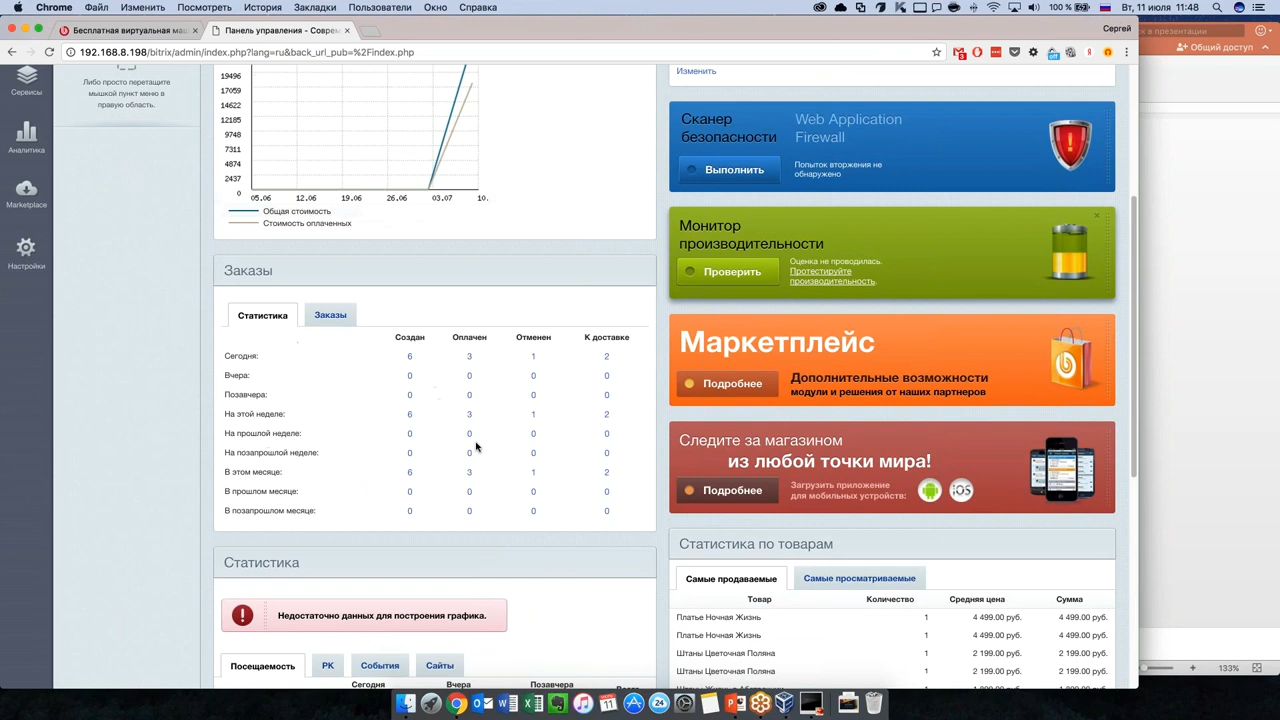 Chrome Файл Изменить Посмотреть История Закладки Пользователи Окно Справка
100 % Вт, 11 июля 11:48
Бесплатная виртуальная маш
Панель управления - Соврем
Сергей
к в презентации
192.168.8.198/bitrix/admin/index.php?lang=ru&back_url_pub=%2Findex.php
Общий доступ
Сервисы
Аналитика
Marketplace
Настройки
Либо просто перетащите
мышкой пункт меню в
правую область.
19496
17059
14622
12185
9748
7311
4874
2437
0
05.06 12.06 19.06 26.06 03.07 10.
Общая стоимость
Стоимость оплаченных
Заказы
Статистика Заказы
Создан Оплачен Отменен К доставке
Сегодня: 6 3 1 2
Вчера: 0 0 0 0
Позавчера: 0 0 0 0
На этой неделе: 6 3 1 2
На прошлой неделе: 0 0 0 0
На позапрошлой неделе: 0 0 0 0
В этом месяце: 6 3 1 2
В прошлом месяце: 0 0 0 0
В позапрошлом месяце: 0 0 0 0
Статистика
Недостаточно данных для построения графика.
Посещаемость РК События Сайты
Сегодня Вчера Позавчера
Изменить
Сканер
безопасности
Выполнить
Web Application
Firewall
Попыток вторжения не
обнаружено
Монитор
производительности
Проверить
Оценка не проводилась.
Протестируйте
производительность.
Маркетплейс
Подробнее
Дополнительные возможности
модули и решения от наших партнеров
Следите за магазином
из любой точки мира!
Подробнее
Загрузить приложение
для мобильных устройств:
iOS
Статистика по товарам
Самые продаваемые Самые просматриваемые
Товар Количество Средняя цена Сумма
Платье Ночная Жизнь 1 4 499.00 руб. 4 499.00 руб.
Платье Ночная Жизнь 1 4 499.00 руб. 4 499.00 руб.
Штаны Цветочная Поляна 1 2 199.00 руб. 2 199.00 руб.
Штаны Цветочная Поляна 1 2 199.00 руб. 2 199.00 руб.
133%